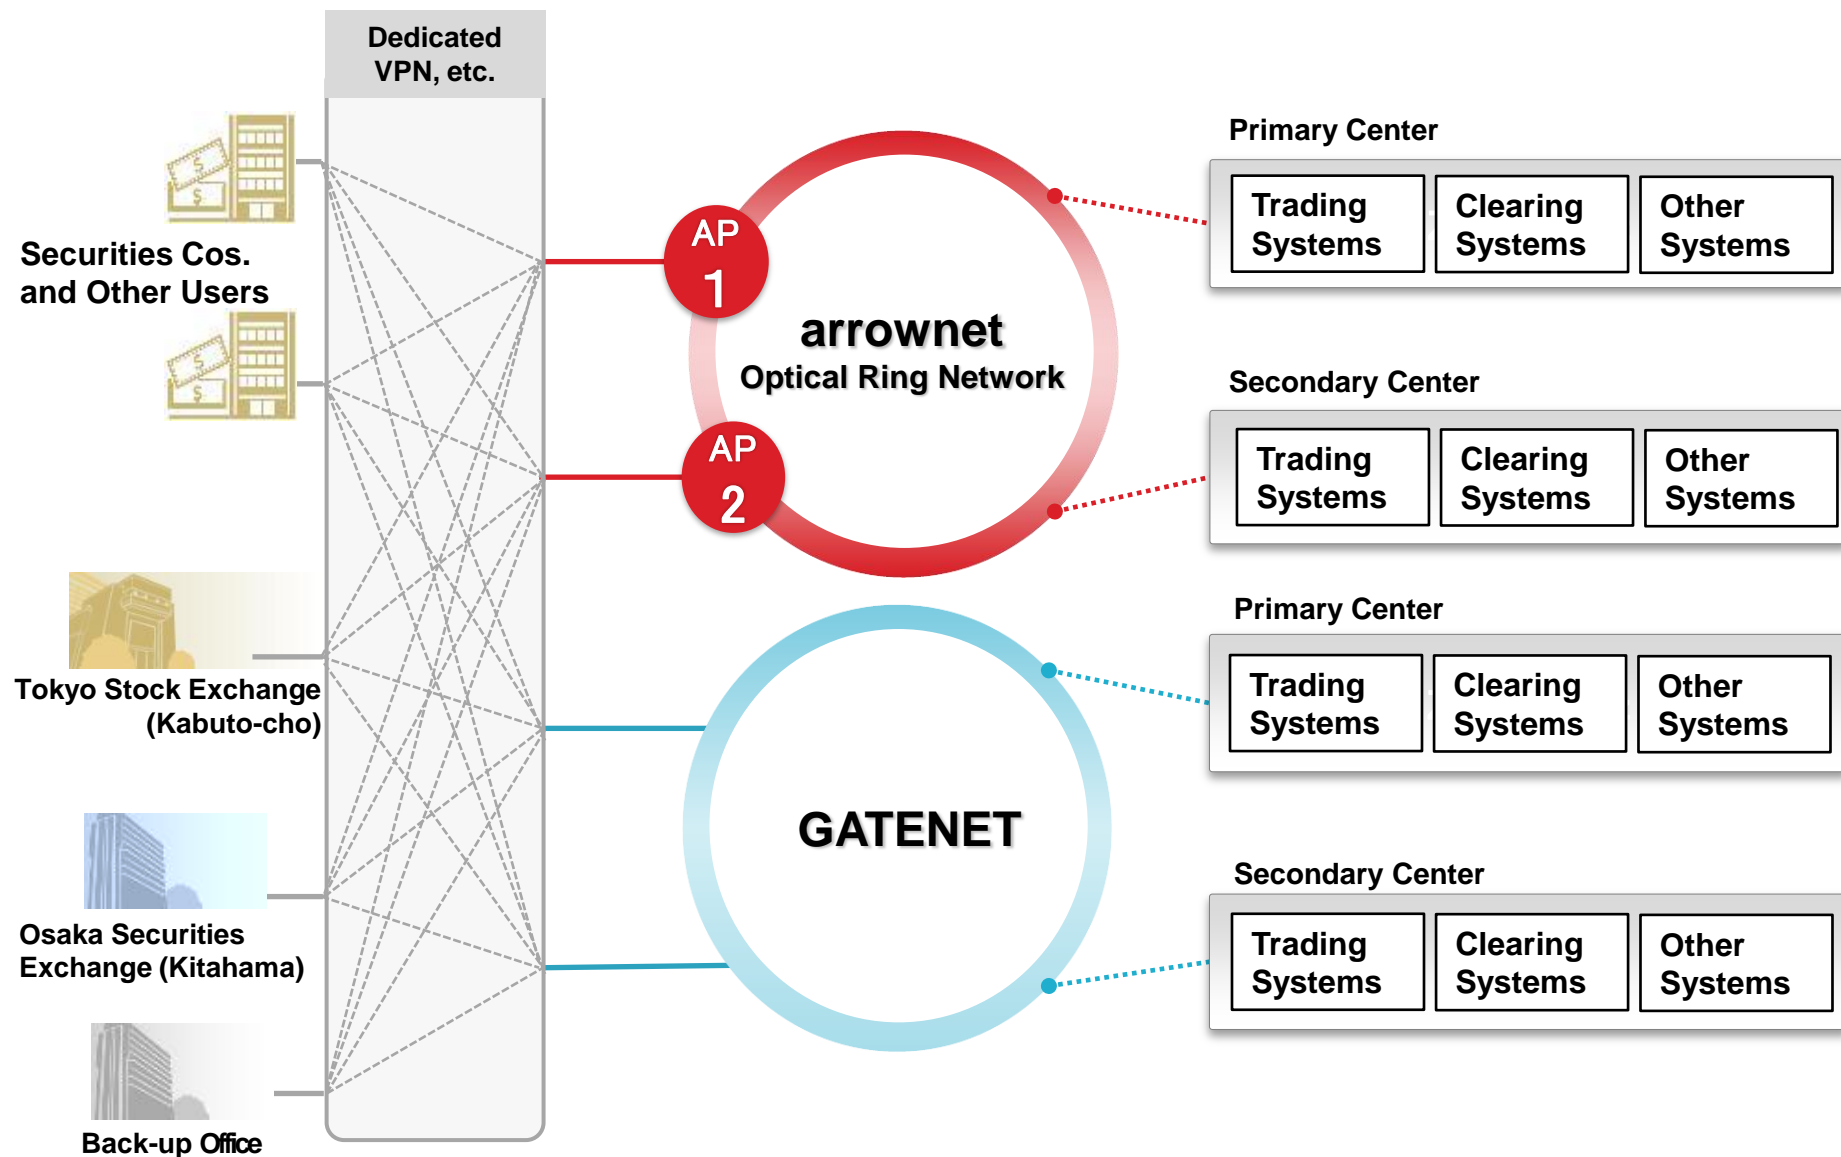 Dedicated
VPN, etc.
Securities Cos.
and Other Users
Tokyo Stock Exchange
(Kabuto-cho)
Osaka Securities
Exchange (Kitahama)
Back-up Office
AP
1
AP
2
arrownet
Optical Ring Network
GATENET
Primary Center
Trading
Systems
Clearing
Systems
Other
Systems
Secondary Center
Trading
Systems
Clearing
Systems
Other
Systems
Primary Center
Trading
Systems
Clearing
Systems
Other
Systems
Secondary Center
Trading
Systems
Clearing
Systems
Other
Systems